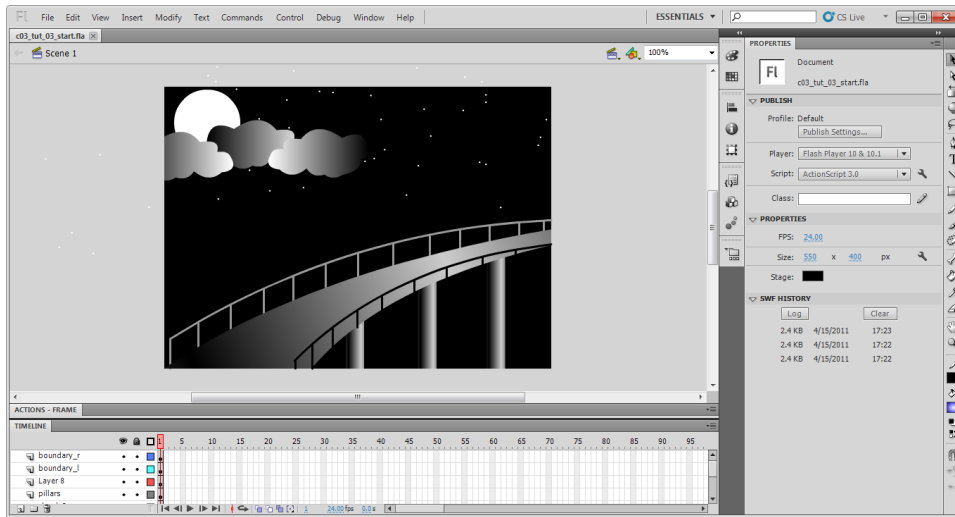 Fl File Edit View Insert Modify Text Commands Control Debug Window Help ESSENTIALS CS Live
c03_tut_03_start.fla
Scene 1 100%
PROPERTIES
Fl Document
c03_tut_03_start.fla
PUBLISH
Profile: Default
Publish Settings...
Player: Flash Player 10 & 10.1
Script: ActionScript 3.0
Class:
PROPERTIES
FPS: 24.00
Size: 550 x 400 px
Stage:
SWF HISTORY
Log Clear
2.4 KB 4/15/2011 17:23
2.4 KB 4/15/2011 17:22
2.4 KB 4/15/2011 17:22
ACTIONS - FRAME
TIMELINE
1 5 10 15 20 25 30 35 40 45 50 55 60 65 70 75 80 85 90 95
boundary_r
boundary_l
Layer 8
pillars
1 24.00 fps 0.0 s